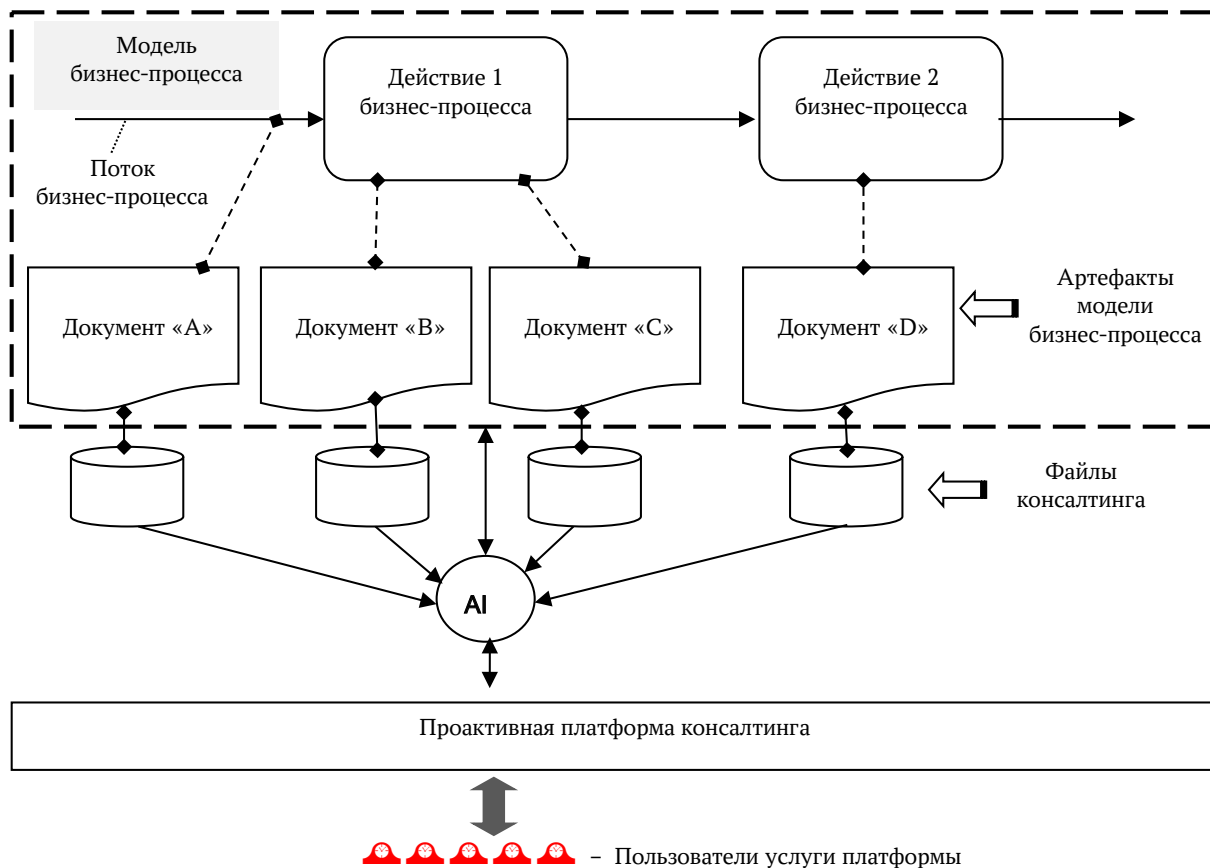 Модель
бизнес-процесса
Действие 1
бизнес-процесса
Действие 2
бизнес-процесса
Поток
бизнес-процесса
Документ «А»
Документ «В»
Документ «С»
Документ «D»
Артефакты
модели
бизнес-процесса
Файлы
консалтинга
AI
Проактивная платформа консалтинга
– Пользователи услуги платформы